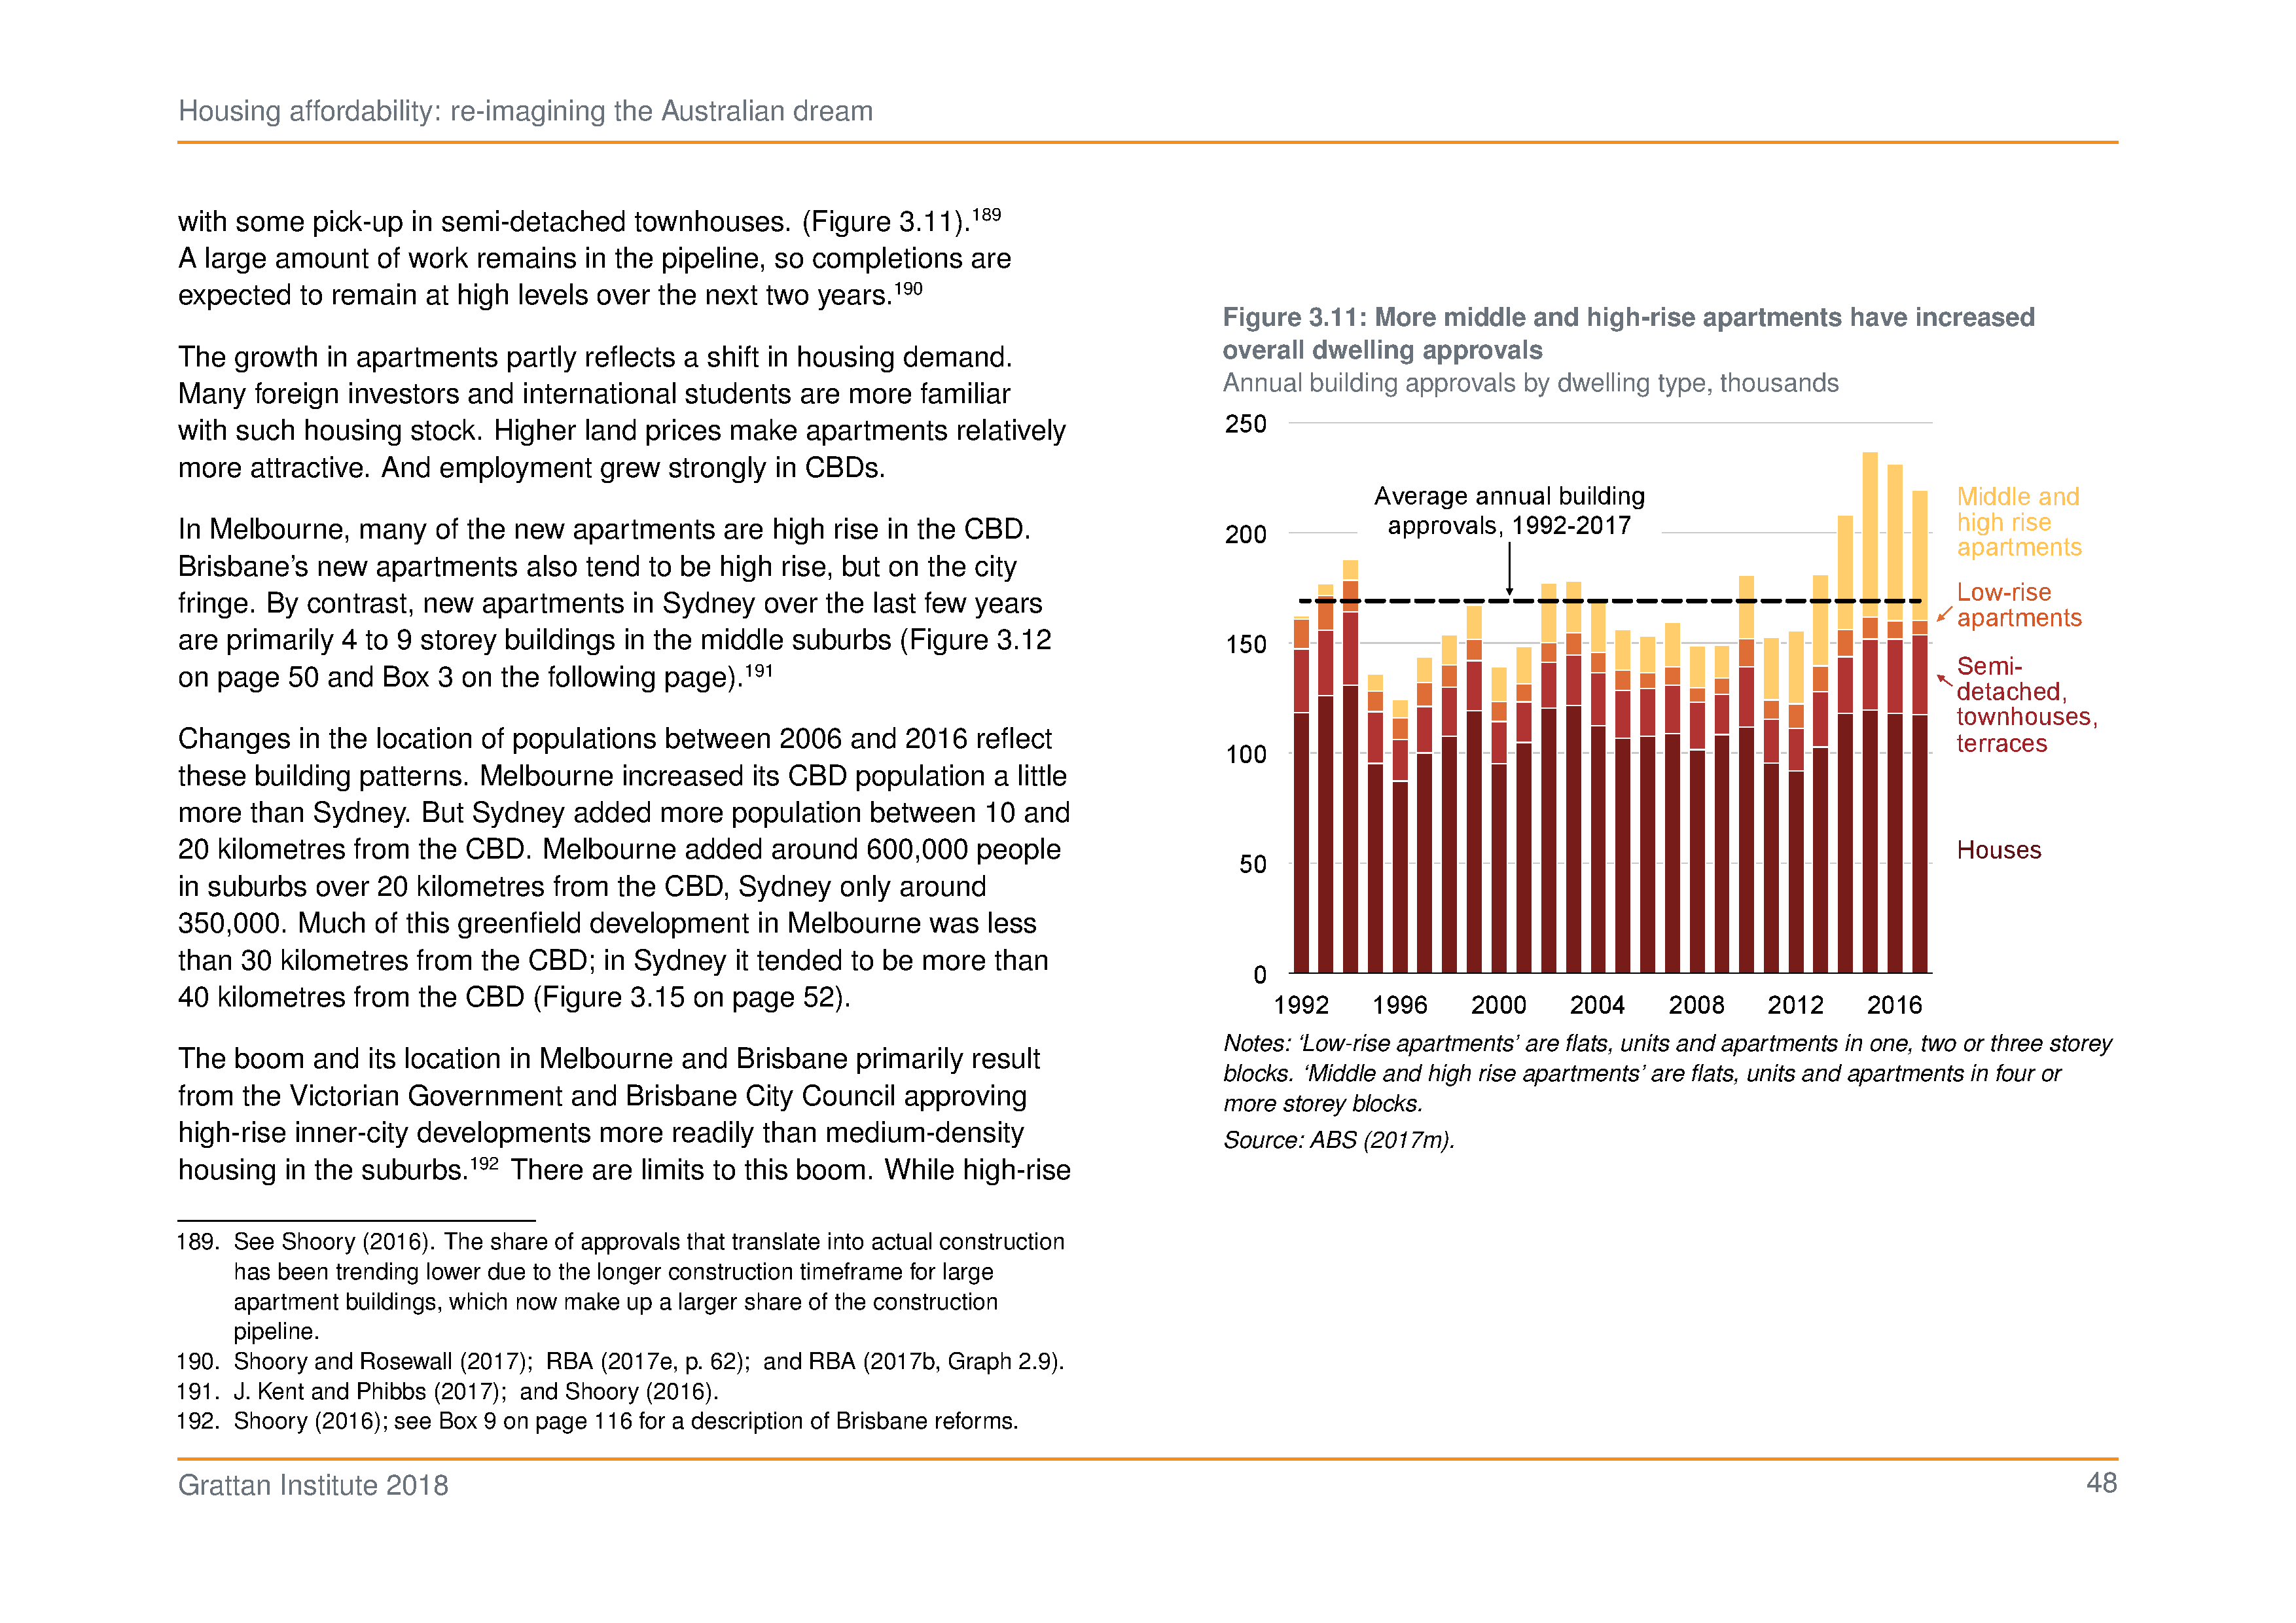 Housing affordability: re-imagining the Australian dream
with some pick-up in semi-detached townhouses. (Figure 3.11).189
A large amount of work remains in the pipeline, so completions are
expected to remain at high levels over the next two years.190
The growth in apartments partly reflects a shift in housing demand.
Many foreign investors and international students are more familiar
with such housing stock. Higher land prices make apartments relatively
more attractive. And employment grew strongly in CBDs.
In Melbourne, many of the new apartments are high rise in the CBD.
Brisbane's new apartments also tend to be high rise, but on the city
fringe. By contrast, new apartments in Sydney over the last few years
are primarily 4 to 9 storey buildings in the middle suburbs (Figure 3.12
on page 50 and Box 3 on the following page).191
Changes in the location of populations between 2006 and 2016 reflect
these building patterns. Melbourne increased its CBD population a little
more than Sydney. But Sydney added more population between 10 and
20 kilometres from the CBD. Melbourne added around 600,000 people
in suburbs over 20 kilometres from the CBD, Sydney only around
350,000. Much of this greenfield development in Melbourne was less
than 30 kilometres from the CBD; in Sydney it tended to be more than
40 kilometres from the CBD (Figure 3.15 on page 52).
The boom and its location in Melbourne and Brisbane primarily result
from the Victorian Government and Brisbane City Council approving
high-rise inner-city developments more readily than medium-density
housing in the suburbs.192 There are limits to this boom. While high-rise
189. See Shoory (2016). The share of approvals that translate into actual construction
has been trending lower due to the longer construction timeframe for large
apartment buildings, which now make up a larger share of the construction
pipeline.
190. Shoory and Rosewall (2017); RBA (2017e, p. 62); and RBA (2017b, Graph 2.9).
191. J. Kent and Phibbs (2017); and Shoory (2016).
192. Shoory (2016); see Box 9 on page 116 for a description of Brisbane reforms.
Figure 3.11: More middle and high-rise apartments have increased
overall dwelling approvals
Annual building approvals by dwelling type, thousands
250
200
150
100
50
0
Average annual building
approvals, 1992-2017
Middle and
high rise
apartments
Low-rise
apartments
Semi-
detached,
townhouses,
terraces
Houses
1992 1996 2000 2004 2008 2012 2016
Notes: 'Low-rise apartments' are flats, units and apartments in one, two or three storey
blocks. 'Middle and high rise apartments' are flats, units and apartments in four or
more storey blocks.
Source: ABS (2017m).
Grattan Institute 2018
48